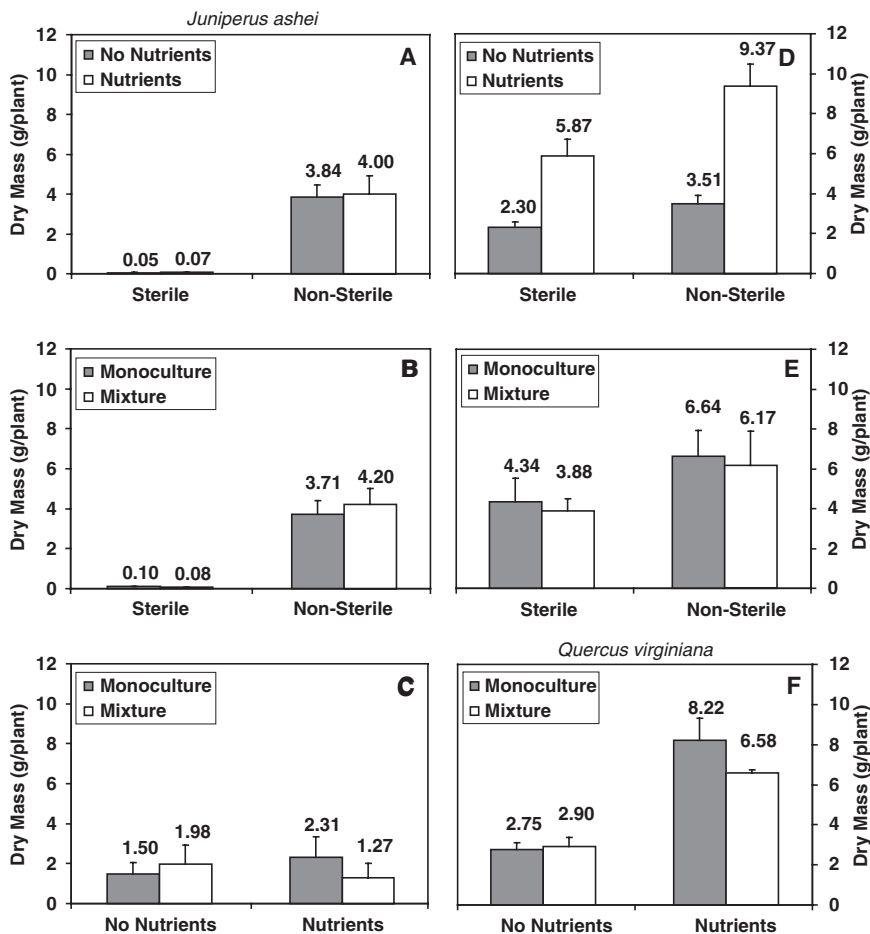 Juniperus ashei
Dry Mass (g/plant)
12
10
8
6
4
2
0
No Nutrients
Nutrients
A
0.05
0.07
3.84
4.00
Sterile
Non-Sterile
No Nutrients
Nutrients
D
2.30
5.87
3.51
9.37
Sterile
Non-Sterile
12
10
8
6
4
2
0
Dry Mass (g/plant)
Dry Mass (g/plant)
12
10
8
6
4
2
0
Monoculture
Mixture
B
0.10
0.08
3.71
4.20
Sterile
Non-Sterile
Monoculture
Mixture
E
4.34
3.88
6.64
6.17
Sterile
Non-Sterile
12
10
8
6
4
2
0
Dry Mass (g/plant)
Dry Mass (g/plant)
12
10
8
6
4
2
0
Monoculture
Mixture
C
1.50
1.98
2.31
1.27
No Nutrients
Nutrients
Quercus virginiana
Monoculture
Mixture
F
2.75
2.90
8.22
6.58
No Nutrients
Nutrients
12
10
8
6
4
2
0
Dry Mass (g/plant)